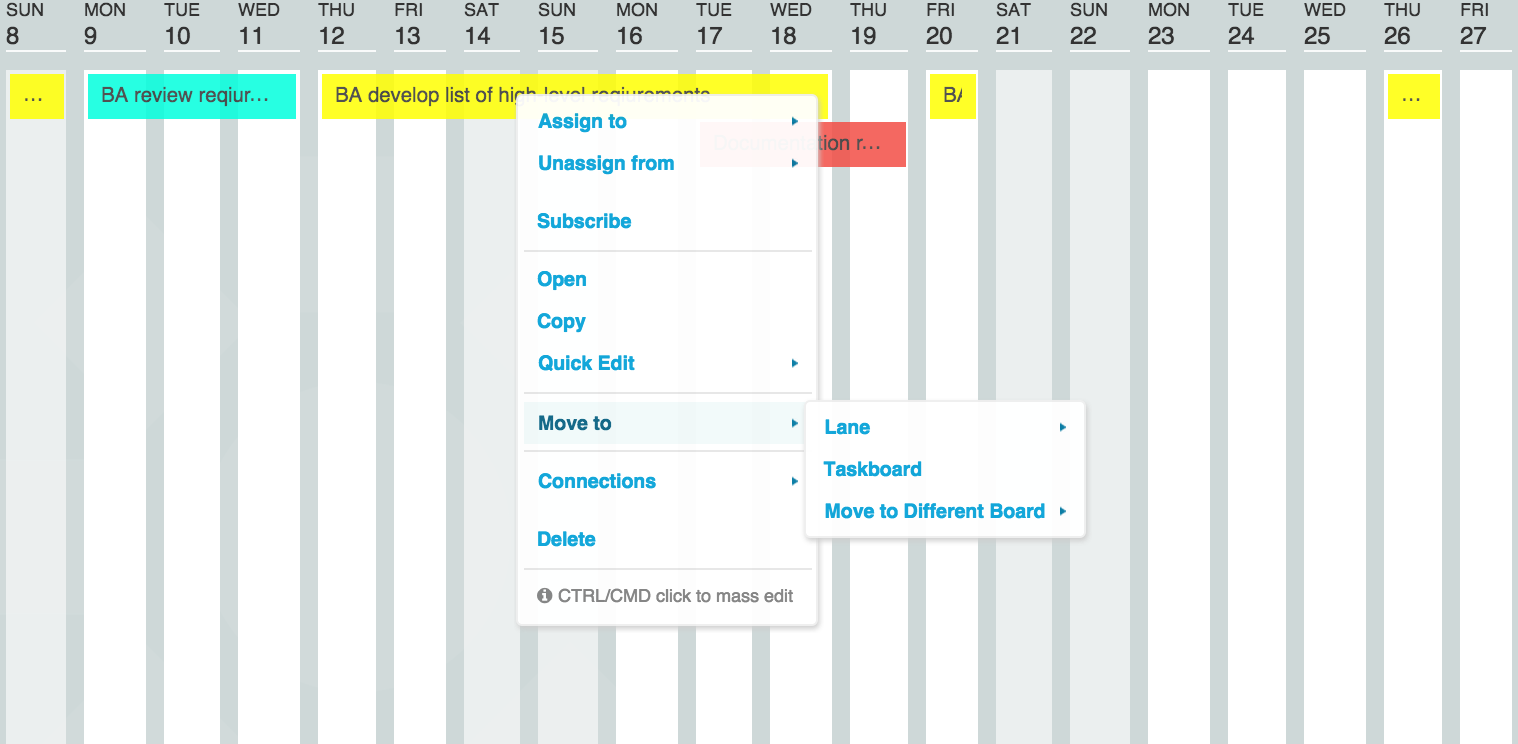 SUN MON TUE WED THU FRI SAT SUN MON TUE WED THU FRI SAT SUN MON TUE WED THU FRI
8 9 10 11 12 13 14 15 16 17 18 19 20 21 22 23 24 25 26 27
... BA review reqiur... BA develop list of high-level reqiurements BA ...
Documentation r...
Assign to
Unassign from
Subscribe
Open
Copy
Quick Edit
Move to
Lane
Taskboard
Connections
Move to Different Board
Delete
CTRL/CMD click to mass edit